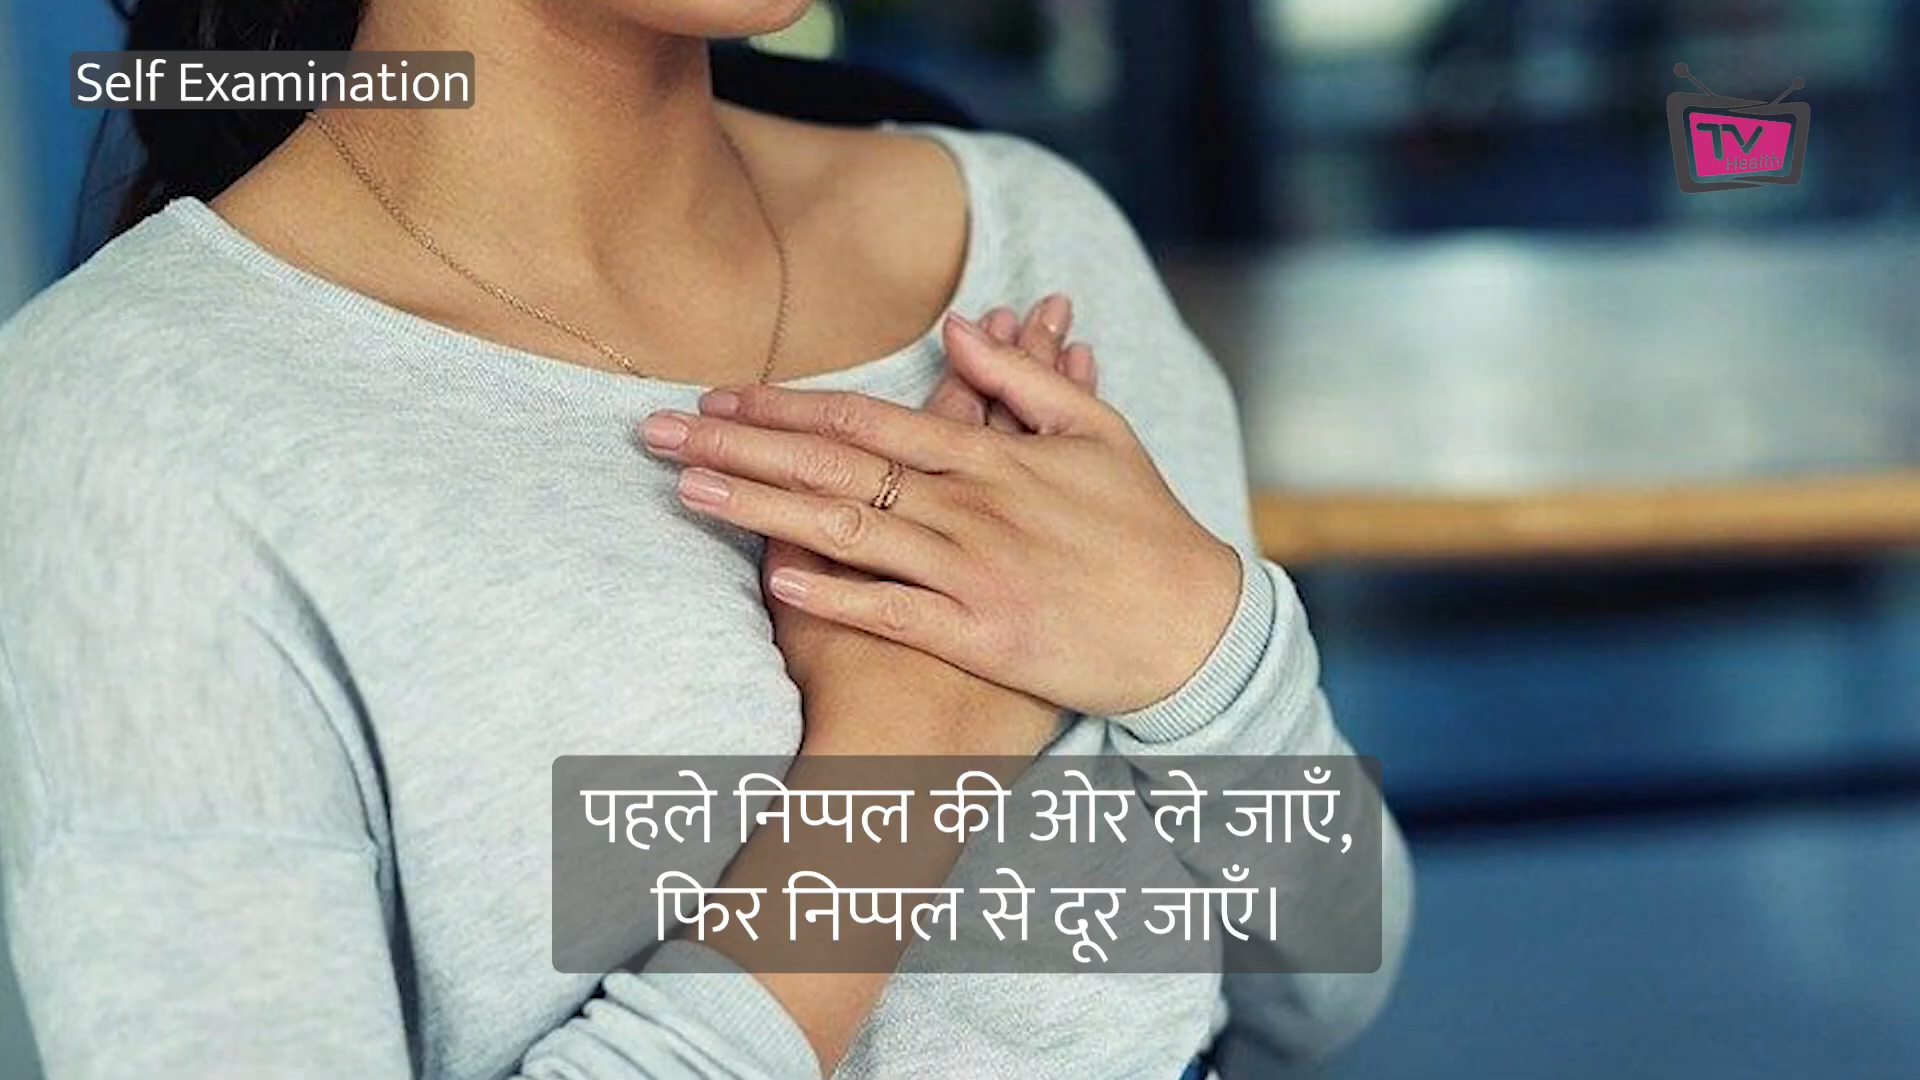 Self Examination
TV
Health
पहले निप्पल की ओर ले जाएँ,
फिर निप्पल से दूर जाएँ।